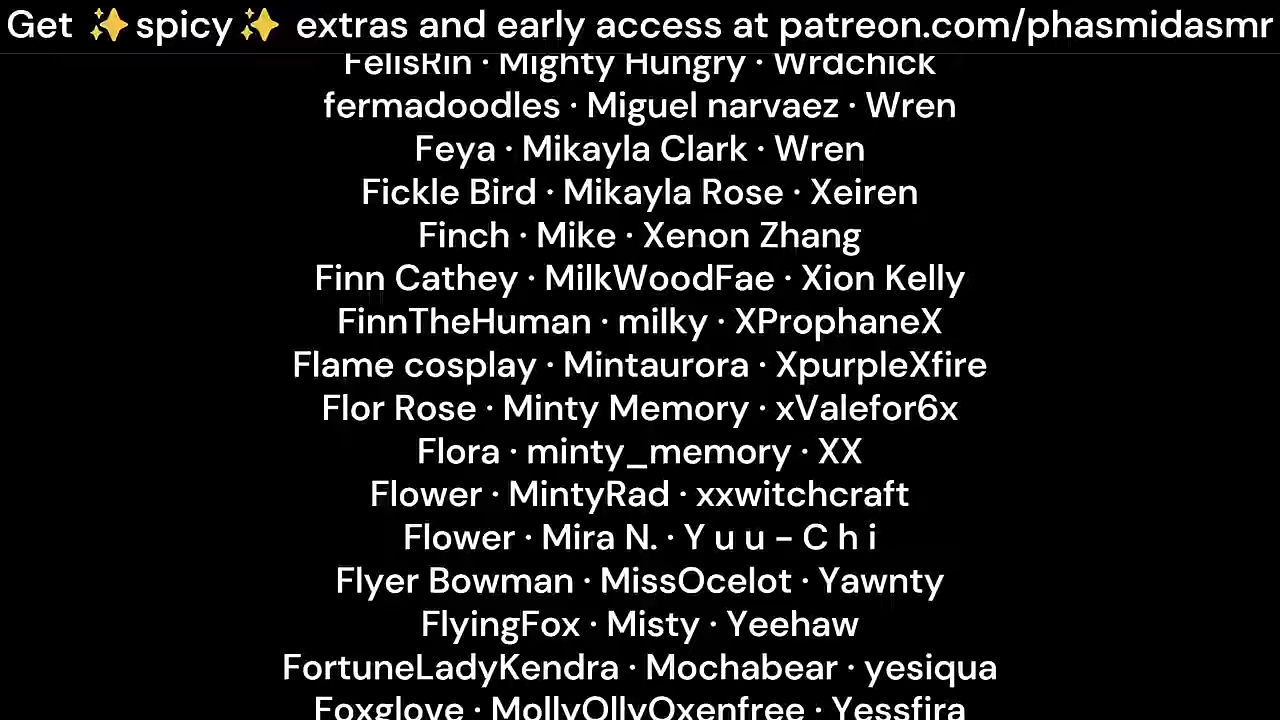 Get ✨spicy✨ extras and early access at patreon.com/phasmidasmr
FelisRin · Mighty Hungry · Wrdchick
fermadoodles · Miguel narvaez · Wren
Feya · Mikayla Clark · Wren
Fickle Bird · Mikayla Rose · Xeiren
Finch · Mike · Xenon Zhang
Finn Cathey · MilkWoodFae · Xion Kelly
FinnTheHuman · milky · XProphaneX
Flame cosplay · Mintaurora · XpurpleXfire
Flor Rose · Minty Memory · xValefor6x
Flora · minty_memory · XX
Flower · MintyRad · xxwitchcraft
Flower · Mira N. · Y u u – C h i
Flyer Bowman · MissOcelot · Yawnty
FlyingFox · Misty · Yeehaw
FortuneLadyKendra · Mochabear · yesiqua
Foxglove · MollyOllyOxenfree · Yessfira